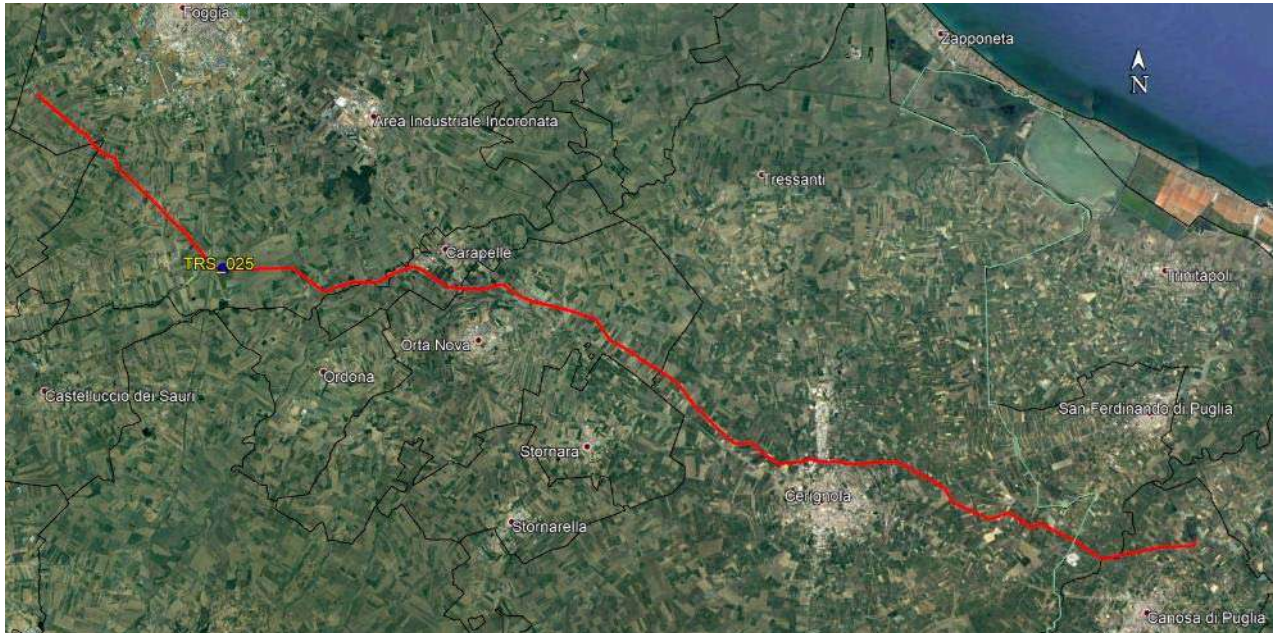 Foggia
Zapponeta
N
Area Industriale Incoronata
Tressanti
Carapelle
TRS_025
Trinitapoli
Orta Nova
Ordona
Castelluccio dei Sauri
San Ferdinando di Puglia
Stornara
Cerignola
Stornarella
Canosa di Puglia